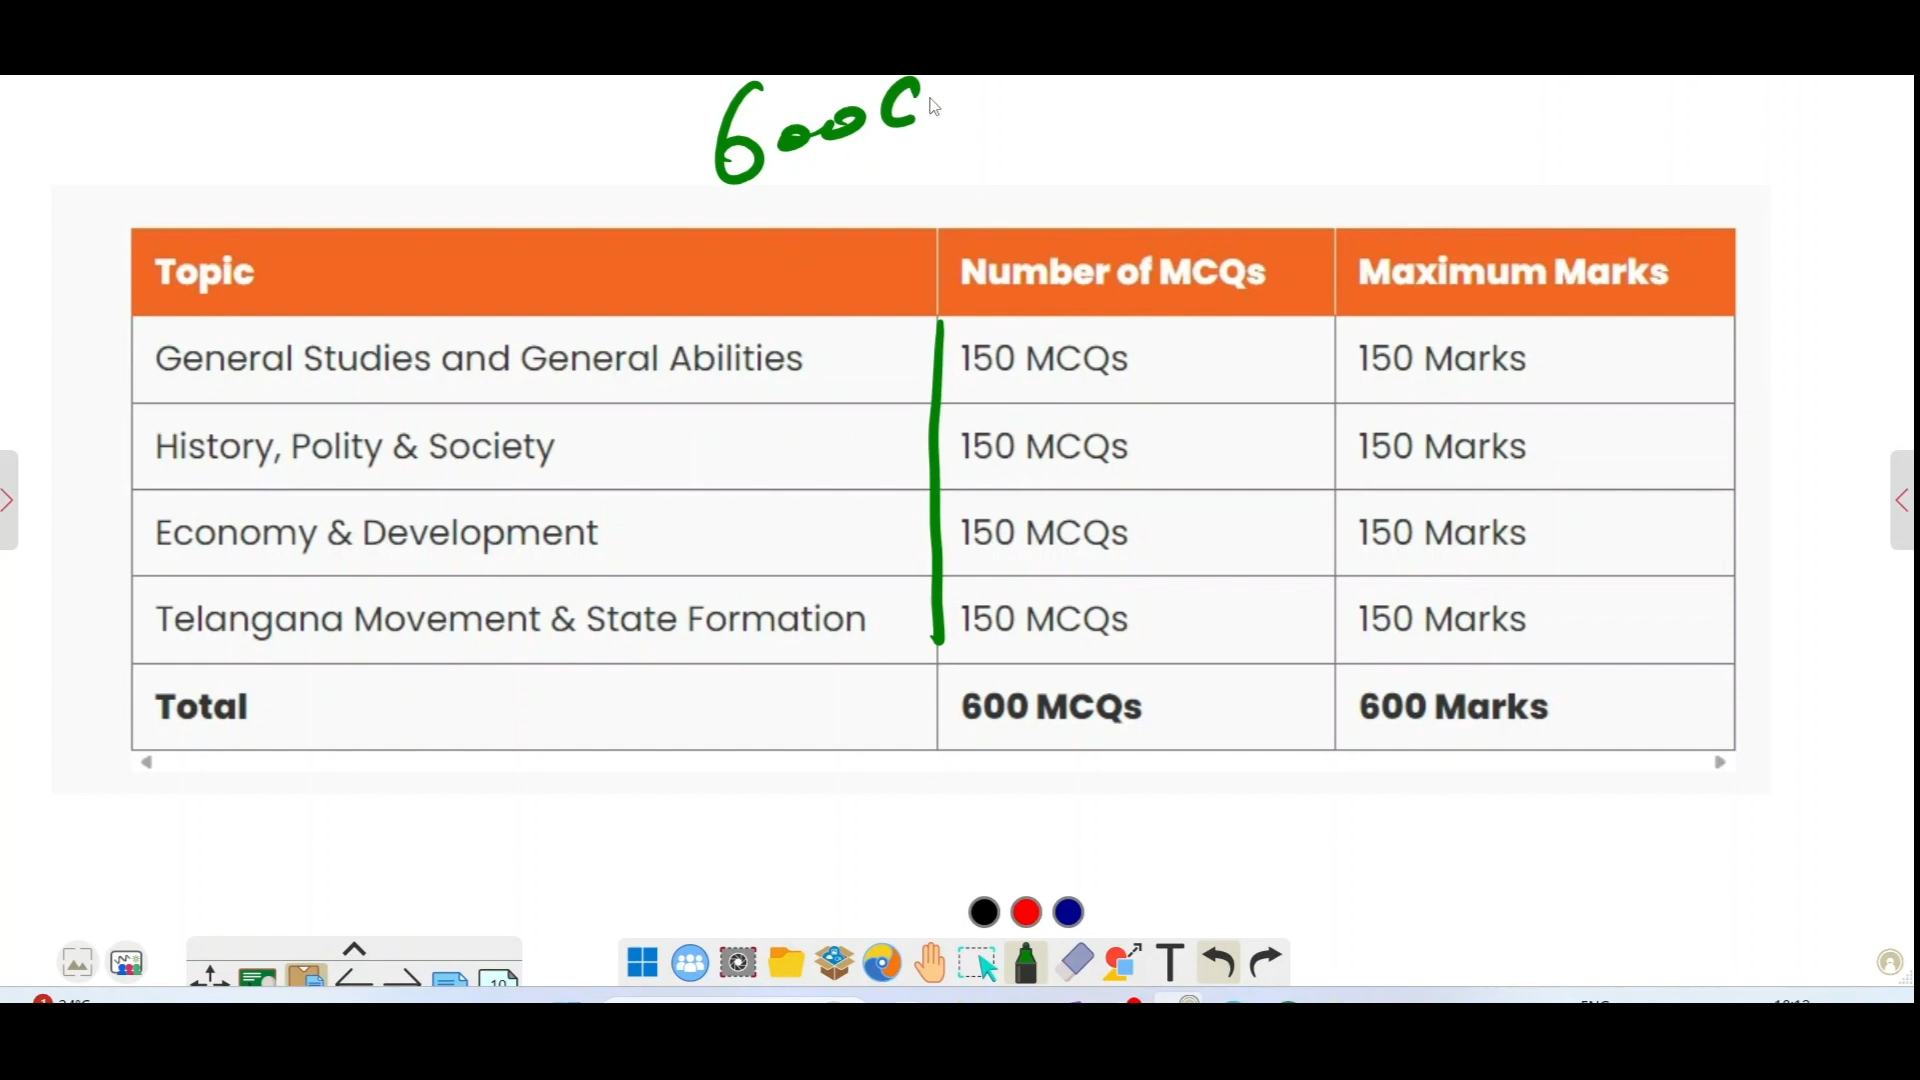 600 C
Topic Number of MCQs Maximum Marks
General Studies and General Abilities 150 MCQs 150 Marks
History, Polity & Society 150 MCQs 150 Marks
Economy & Development 150 MCQs 150 Marks
Telangana Movement & State Formation 150 MCQs 150 Marks
Total 600 MCQs 600 Marks
T